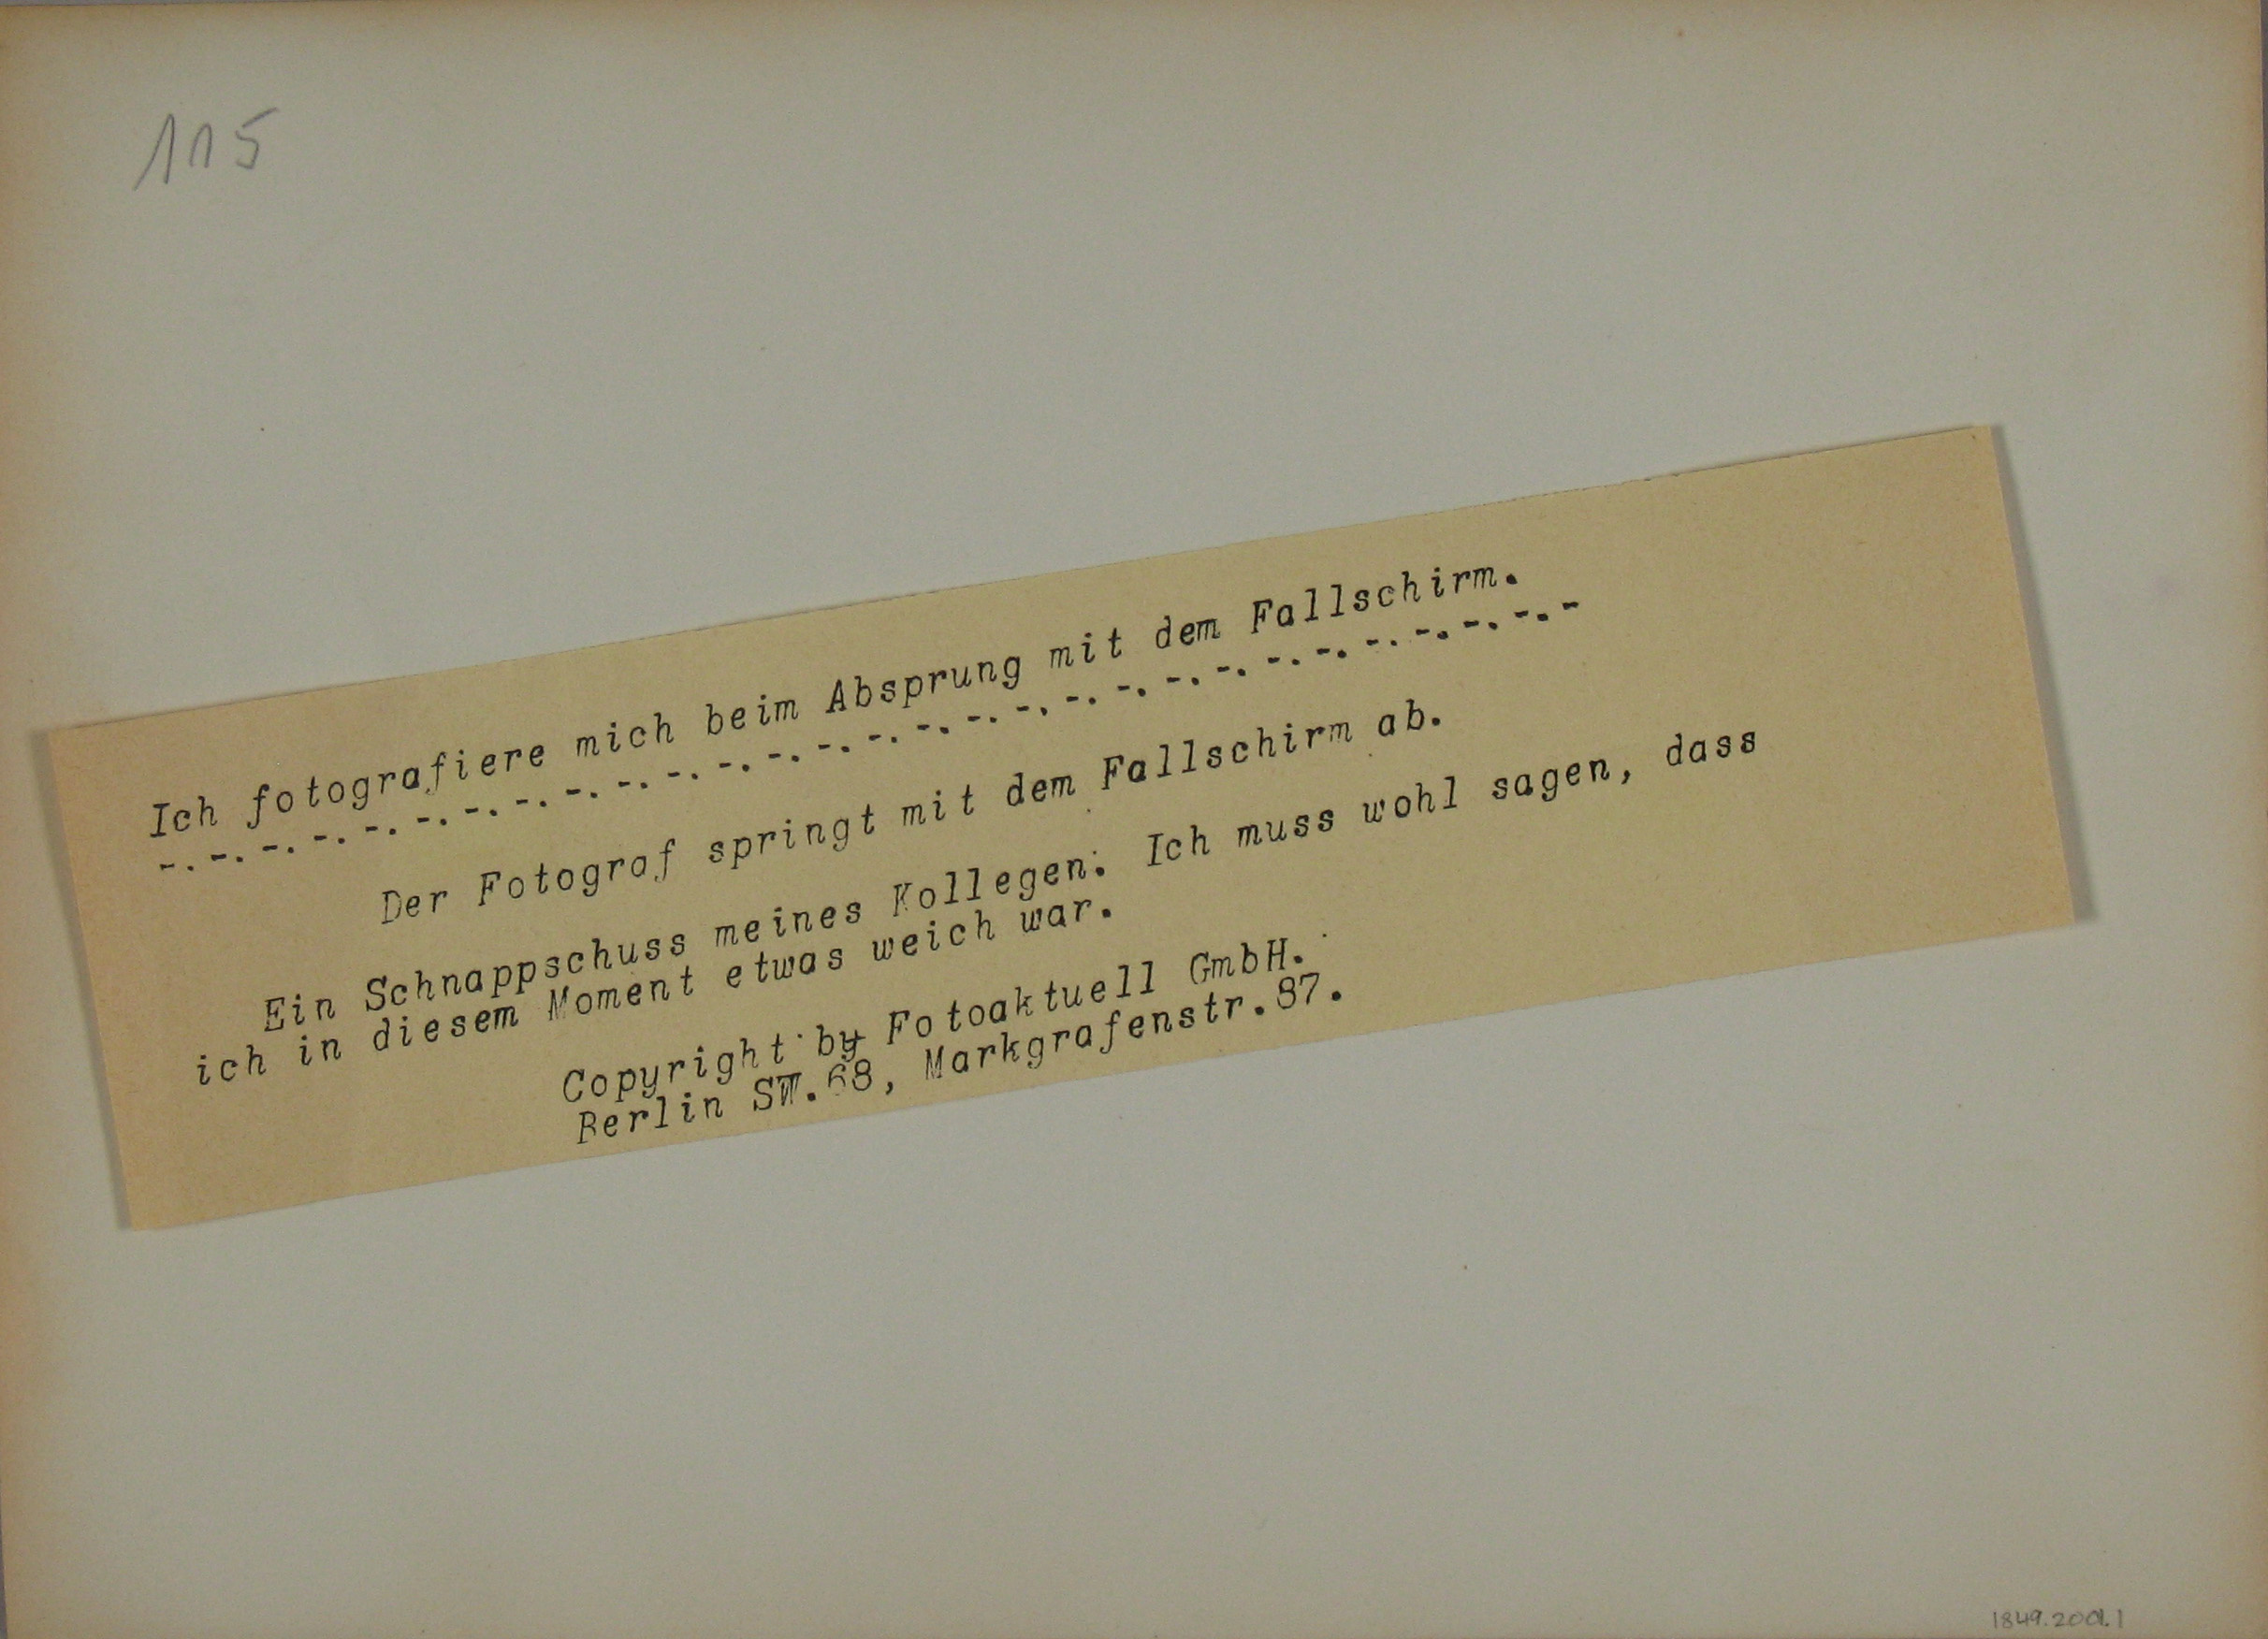 115
Ich fotografiere mich beim Absprung mit dem Fallschirm.
-.-.-.-.-.-.-.-.-.-.-.-.-.-.-.-.-.-.-.-.-.-.-.-.-.-.-.-.-
Der Fotograf springt mit dem Fallschirm ab.
Ein Schnappschuss meines Kollegen. Ich muss wohl sagen, dass
ich in diesem Moment etwas weich war.
Copyright by Fotoaktuell GmbH.
Berlin SW.68, Markgrafenstr.87.
1849.2001.1